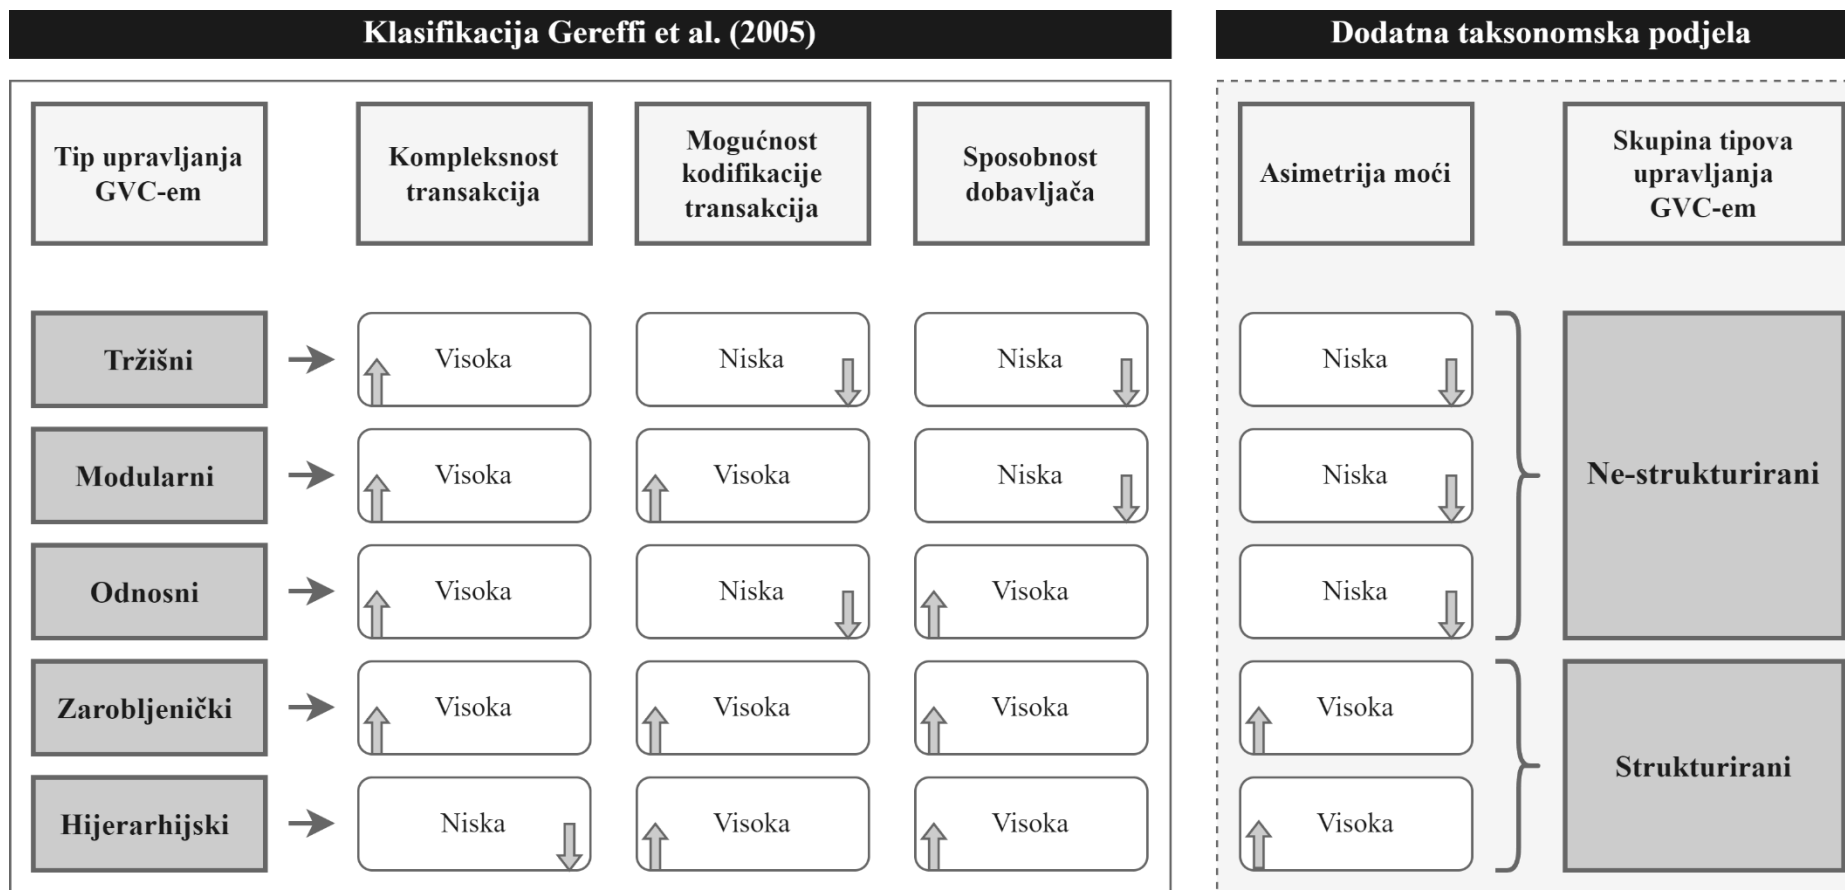 Klasifikacija Gereffi et al. (2005)
Dodatna taksonomska podjela
Tip upravljanja
GVC-em
Kompleksnost
transakcija
Mogućnost
kodifikacije
transakcija
Sposobnost
dobavljača
Asimetrija moći
Skupina tipova
upravljanja
GVC-em
Tržišni
Visoka
Niska
Niska
Niska
Modularni
Visoka
Visoka
Niska
Niska
Ne-strukturirani
Odnosni
Visoka
Niska
Visoka
Niska
Zarobljenički
Visoka
Visoka
Visoka
Visoka
Strukturirani
Hijerarhijski
Niska
Visoka
Visoka
Visoka